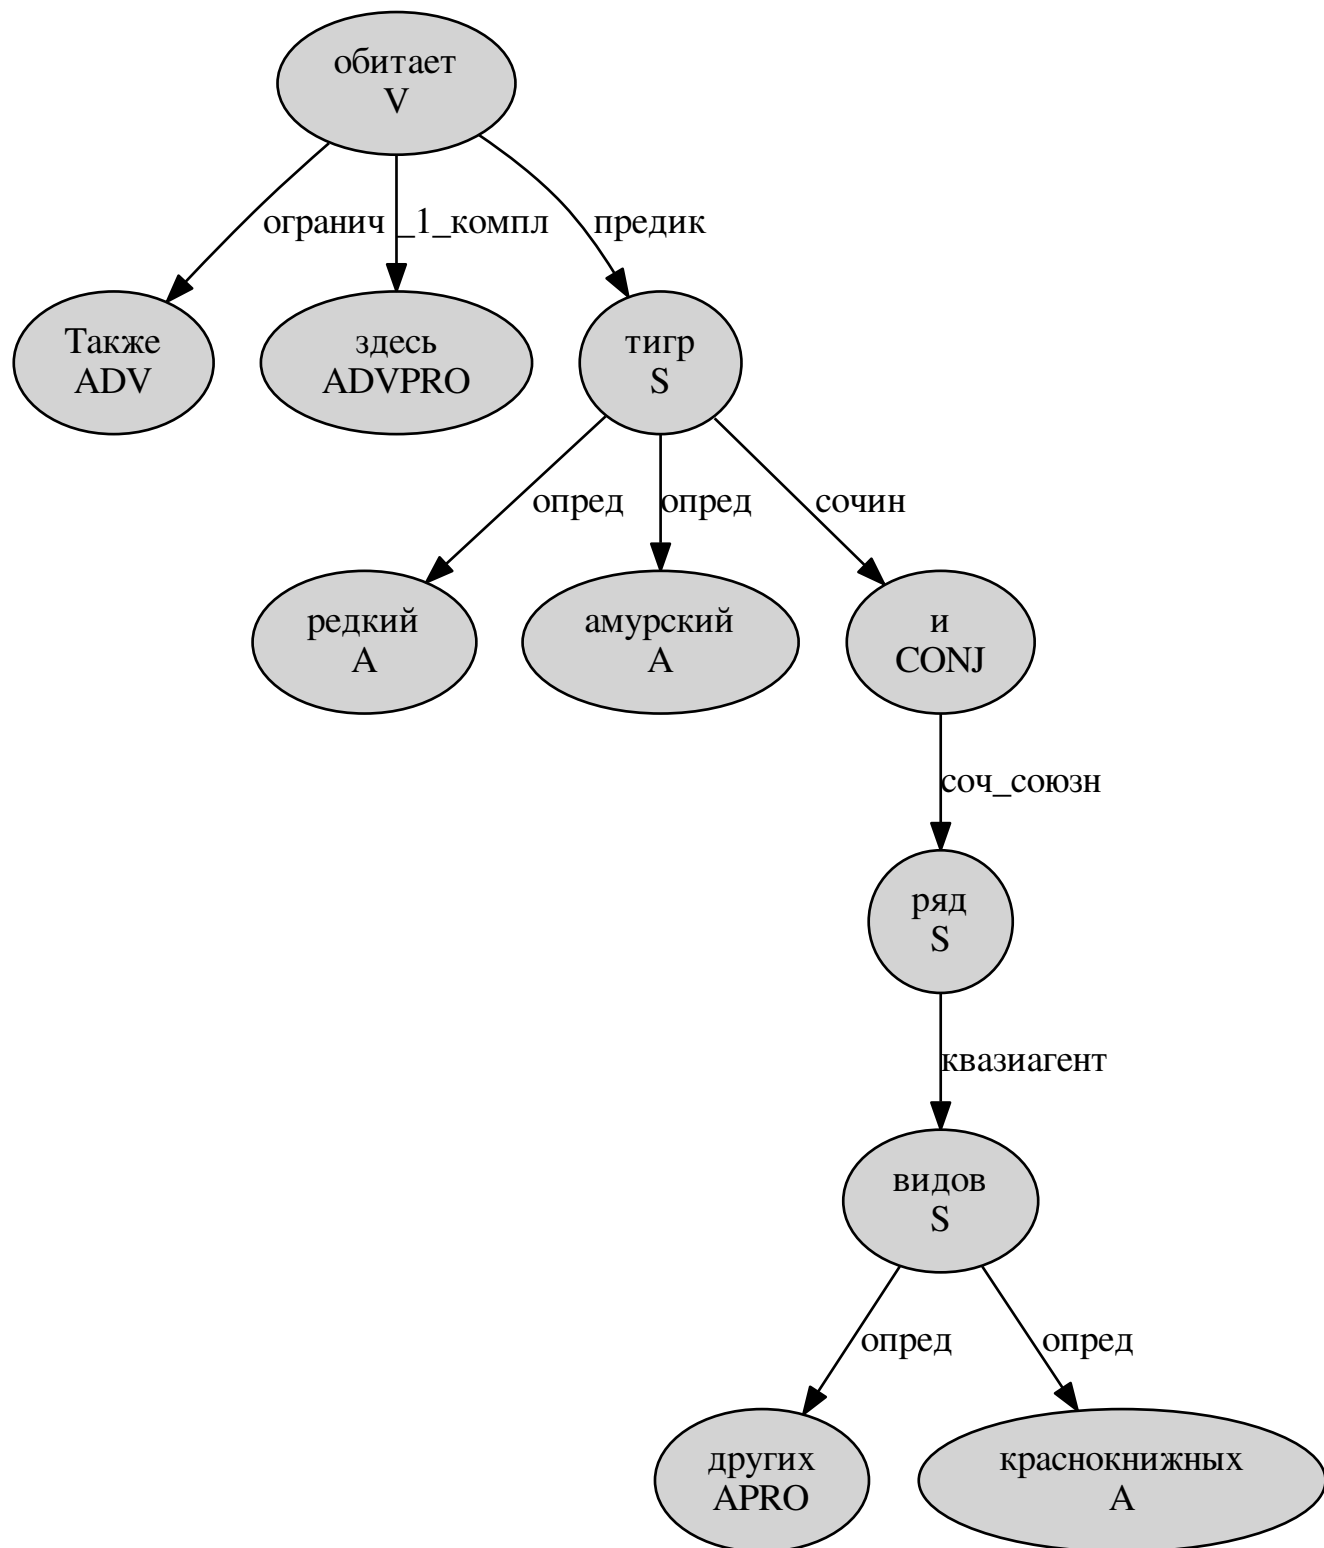 обитает
V
огранич
_1_компл
предик
Также
ADV
здесь
ADVPRO
тигр
S
опред
опред
сочин
редкий
A
амурский
A
и
CONJ
соч_союзн
ряд
S
квазиагент
видов
S
опред
опред
других
APRO
краснокнижных
A